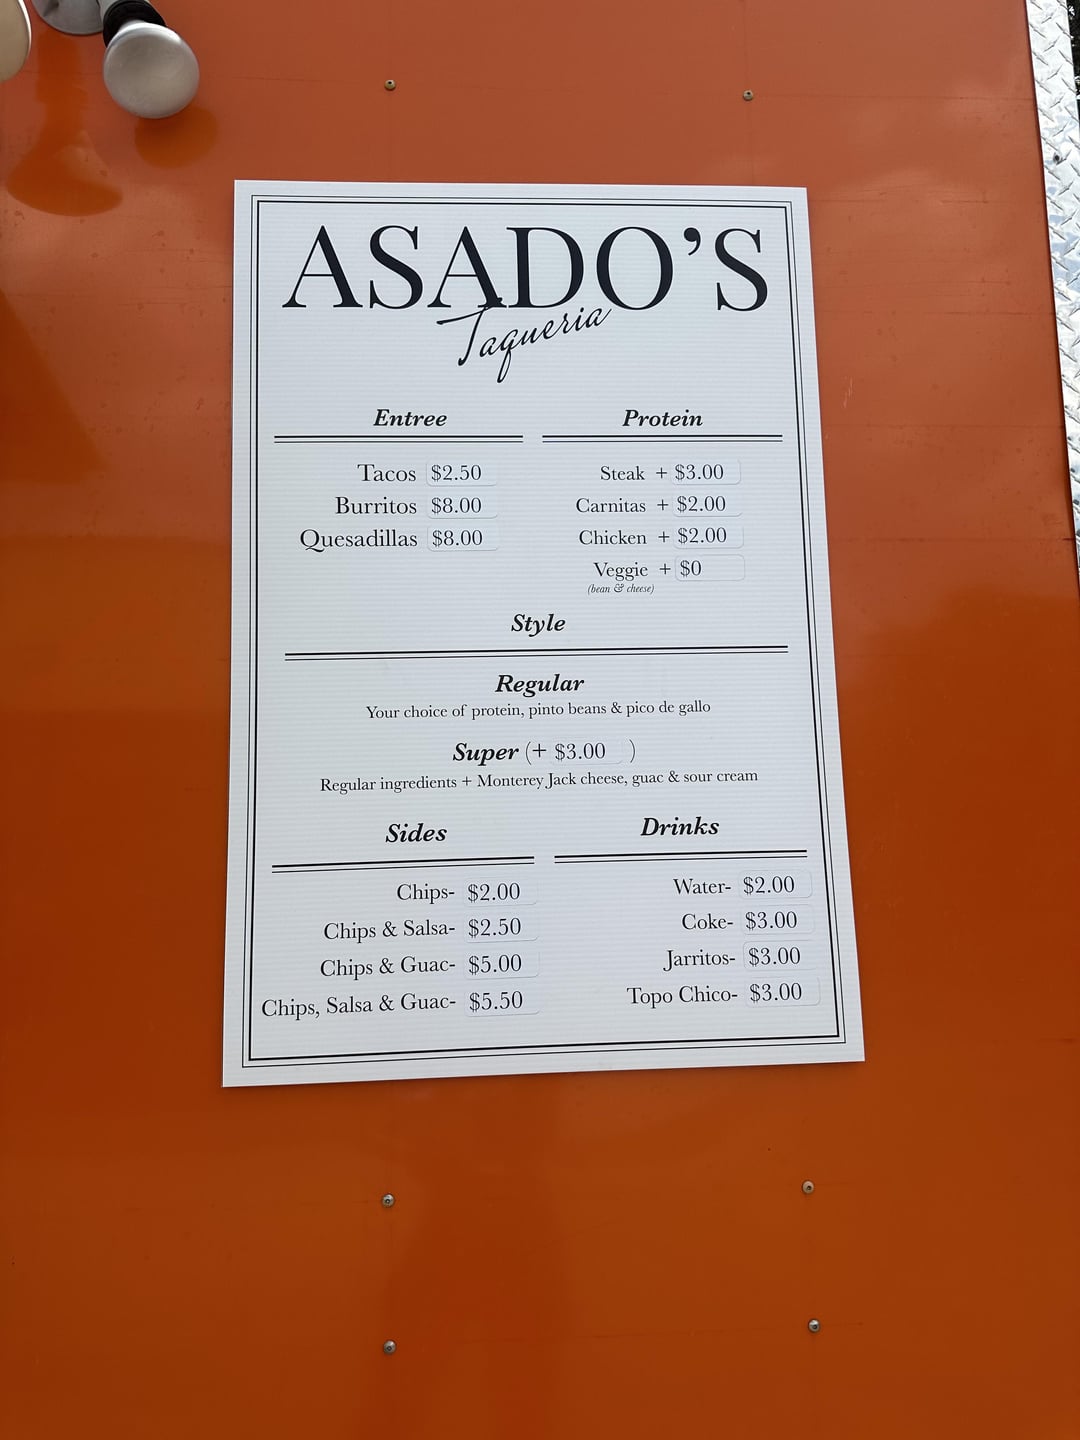 ASADO'S
Taqueria
Entree
Tacos $2.50
Burritos $8.00
Quesadillas $8.00
Protein
Steak + $3.00
Carnitas + $2.00
Chicken + $2.00
Veggie + $0
(bean & cheese)
Style
Regular
Your choice of protein, pinto beans & pico de gallo
Super (+ $3.00 )
Regular ingredients + Monterey Jack cheese, guac & sour cream
Sides
Chips- $2.00
Chips & Salsa- $2.50
Chips & Guac- $5.00
Chips, Salsa & Guac- $5.50
Drinks
Water- $2.00
Coke- $3.00
Jarritos- $3.00
Topo Chico- $3.00